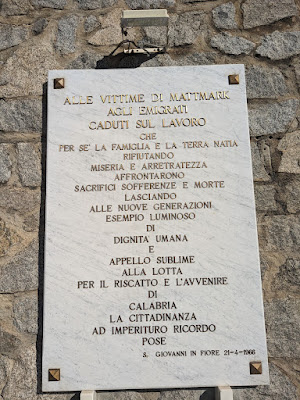 ALLE VITTIME DI MATTMARK
AGLI EMIGRATI
CADUTI SUL LAVORO
CHE
PER SE' LA FAMIGLIA E LA TERRA NATIA
RIFIUTANDO
MISERIA E ARRETRATEZZA
AFFRONTARONO
SACRIFICI SOFFERENZE E MORTE
LASCIANDO
ALLE NUOVE GENERAZIONI
ESEMPIO LUMINOSO
DI
DIGNITA' UMANA
E
APPELLO SUBLIME
ALLA LOTTA
PER IL RISCATTO E L'AVVENIRE
DI
CALABRIA
LA CITTADINANZA
AD IMPERITURO RICORDO
POSE
S. GIOVANNI IN FIORE 21-4-1966